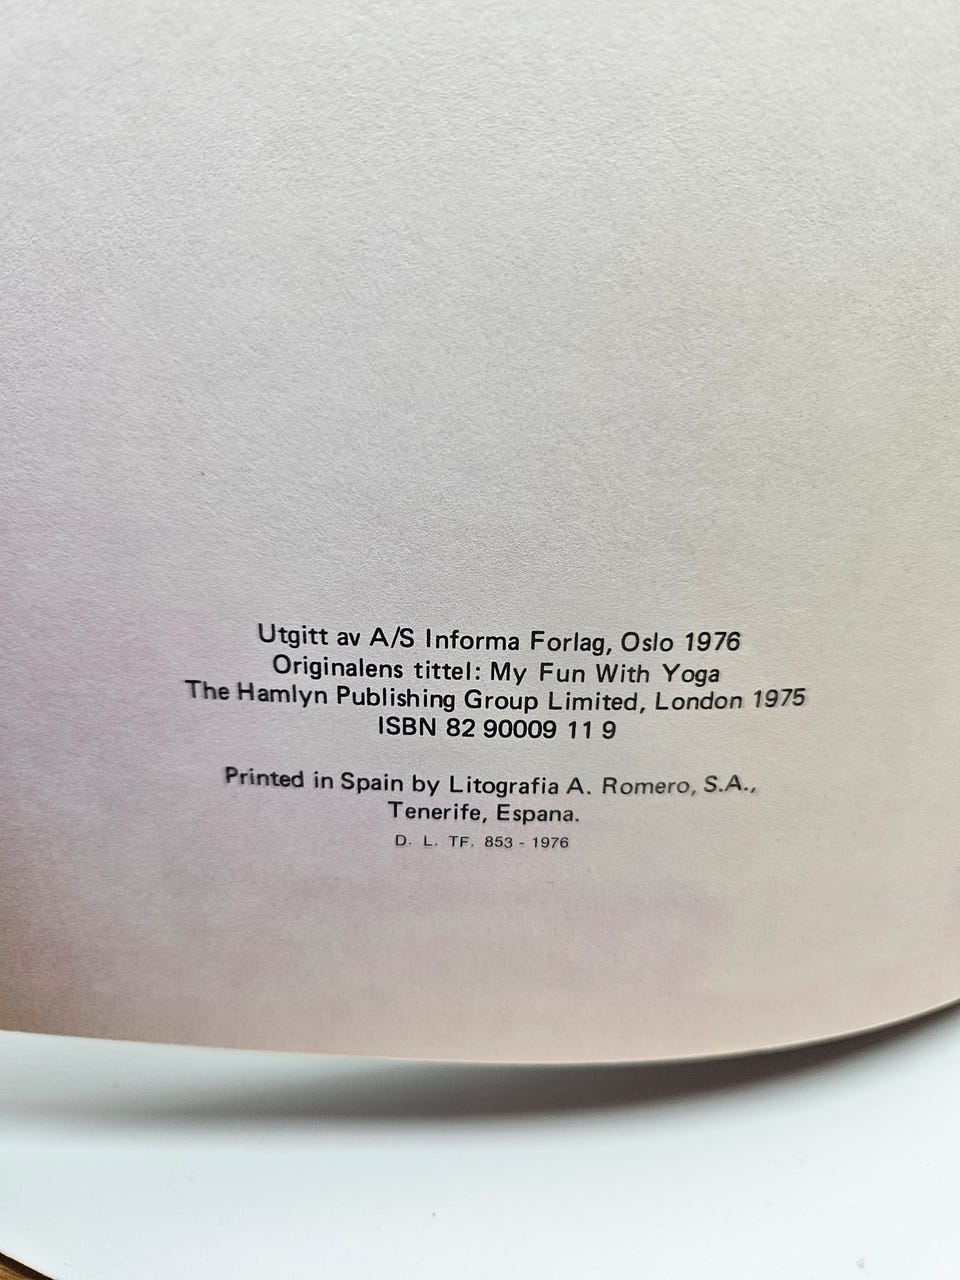 Utgitt av A/S Informa Forlag, Oslo 1976
Originalens tittel: My Fun With Yoga
The Hamlyn Publishing Group Limited, London 1975
ISBN 82 90009 11 9
Printed in Spain by Litografia A. Romero, S.A.,
Tenerife, Espana.
D. L. TF. 853 - 1976